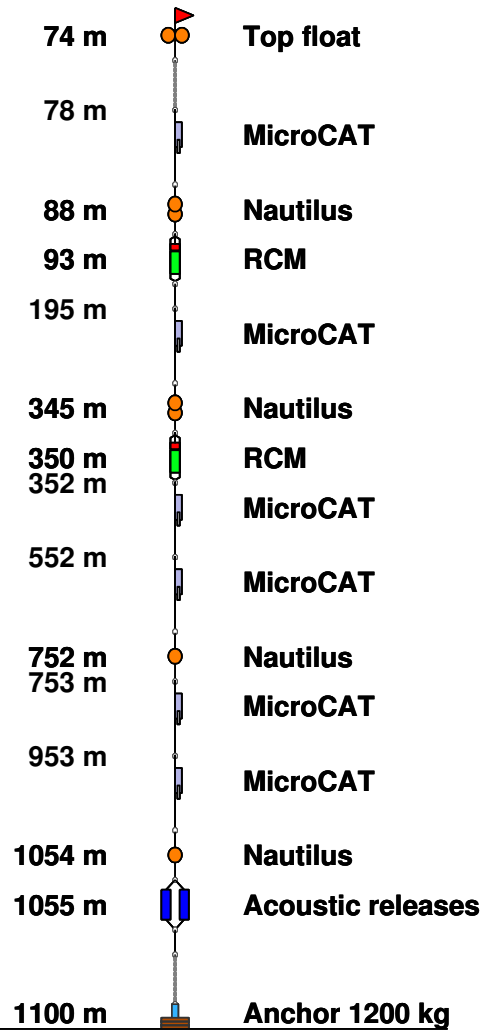 74 m Top float
78 m
MicroCAT
88 m Nautilus
93 m RCM
195 m
MicroCAT
345 m Nautilus
350 m RCM
352 m
MicroCAT
552 m
MicroCAT
752 m Nautilus
753 m
MicroCAT
953 m
MicroCAT
1054 m Nautilus
1055 m Acoustic releases
1100 m Anchor 1200 kg